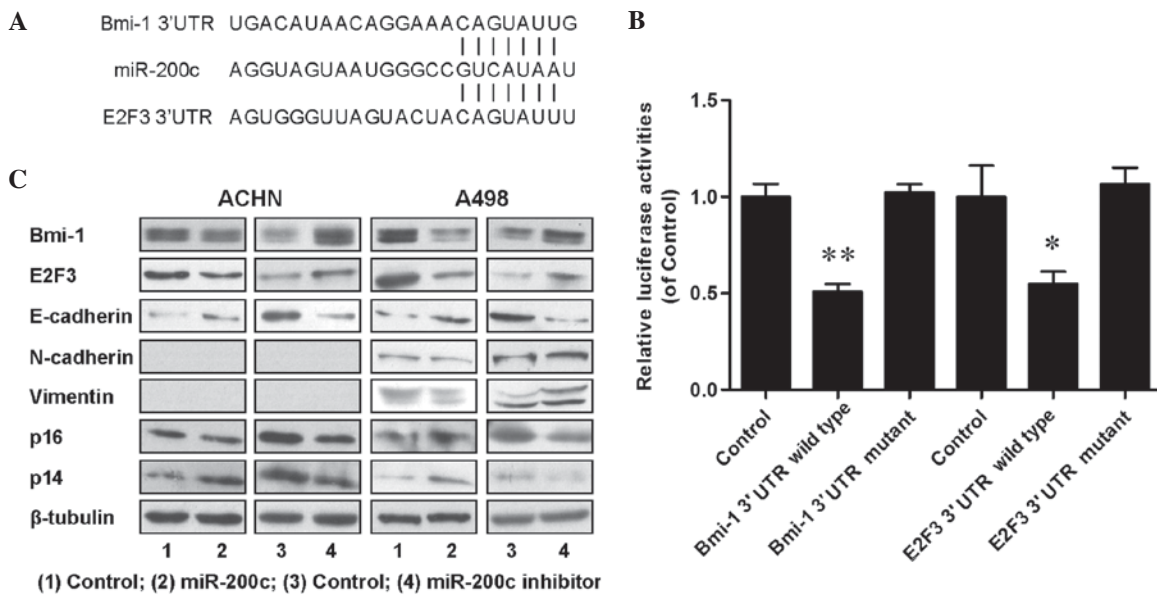 A
Bmi-1 3'UTR UGACAUAACAGGAAACAGUAUUG
miR-200c AGGUAGUAAUGGGCCGUCAUAAU
E2F3 3'UTR AGUGGGUUAGUACUACAGUAUUU
B
Relative luciferase activities
(of Control)
1.5
1.0
0.5
0.0
**
*
Control
Bmi-1 3' UTR wild type
Bmi-1 3' UTR mutant
Control
E2F3 3' UTR wild type
E2F3 3' UTR mutant
C
ACHN A498
Bmi-1
E2F3
E-cadherin
N-cadherin
Vimentin
p16
p14
β-tubulin
1 2 3 4 1 2 3 4
(1) Control; (2) miR-200c; (3) Control; (4) miR-200c inhibitor